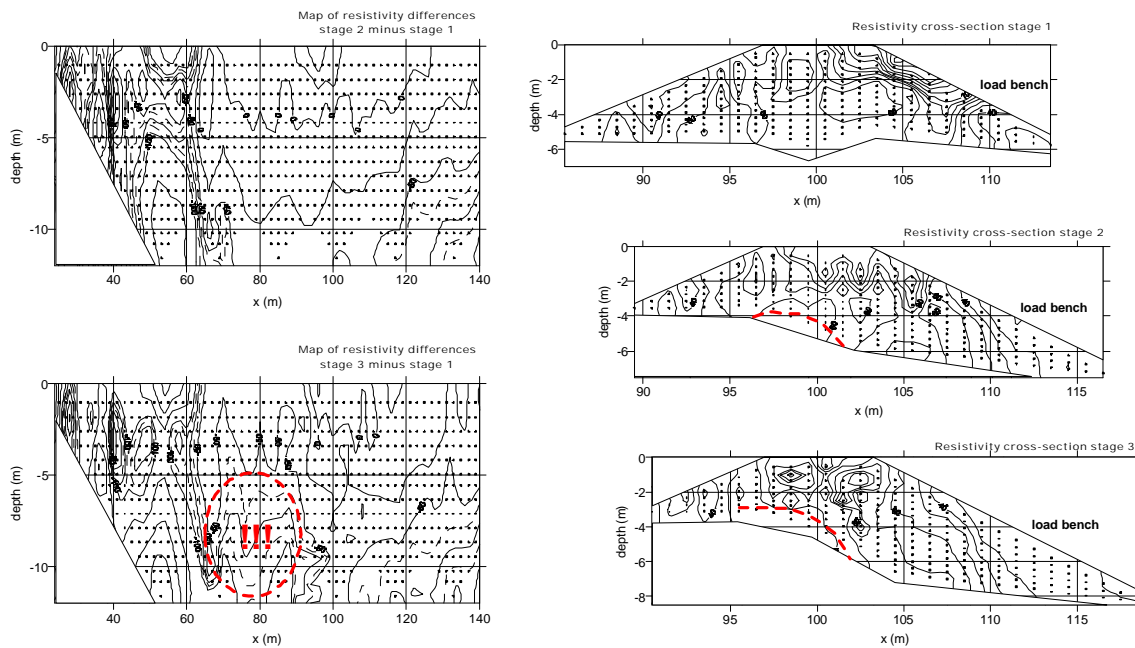 Map of resistivity differences
stage 2 minus stage 1
0
-5
-10
depth (m)
40 60 80 100 120 140
x (m)
Map of resistivity differences
stage 3 minus stage 1
0
-5
-10
depth (m)
!!!
40 60 80 100 120 140
x (m)
Resistivity cross-section stage 1
0
-2
-4
-6
depth (m)
load bench
90 95 100 105 110
x (m)
Resistivity cross-section stage 2
0
-2
-4
-6
depth (m)
load bench
90 95 100 105 110 115
x (m)
Resistivity cross-section stage 3
0
-2
-4
-6
-8
depth (m)
load bench
95 100 105 110 115
x (m)